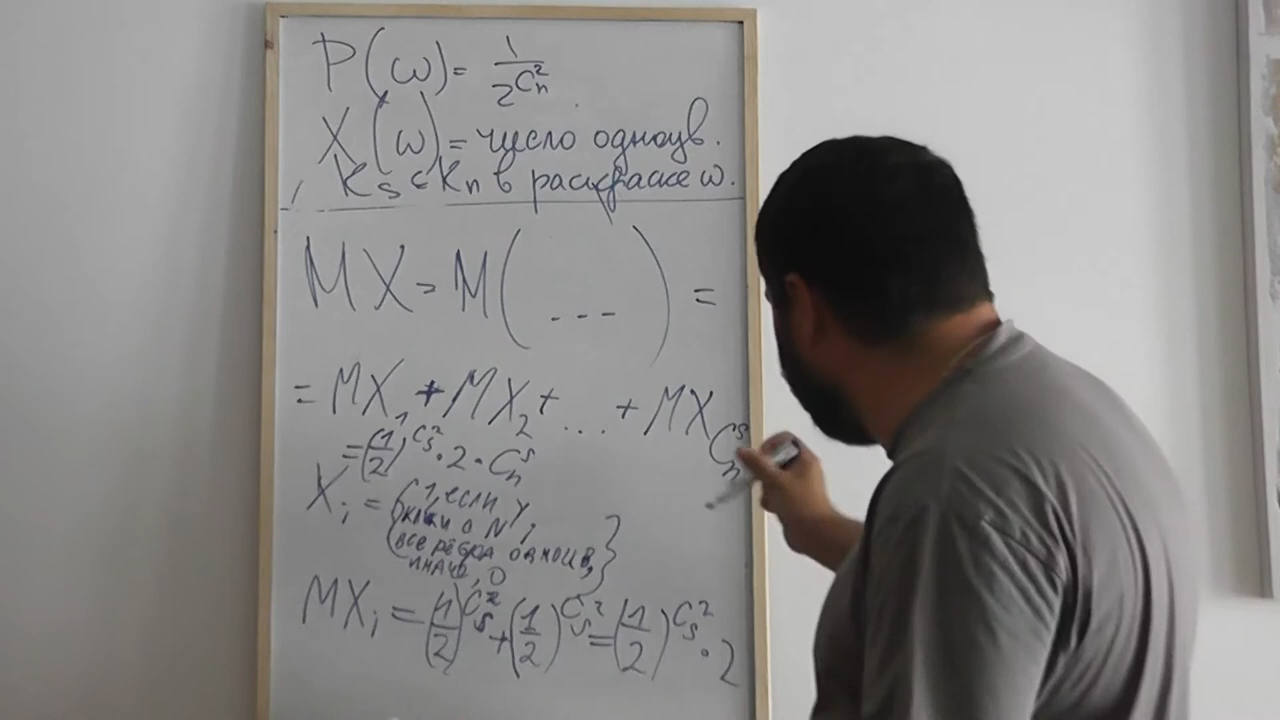 P(ω) = 1/2^{C_n^2}
X(ω) = число одноцв.
K_s ⊂ K_n в раскраске ω.
MX = M( --- ) =
= MX_1 + MX_2 + ... + MX_{C_n^s}
= (1/2)^{C_s^2} · 2 · C_n^s
X_i = { 1, если у
клики о N,
все рёбра одноцв,
иначе, 0 }
MX_i = (1/2)^{C_s^2} + (1/2)^{C_s^2} = (1/2)^{C_s^2} · 2